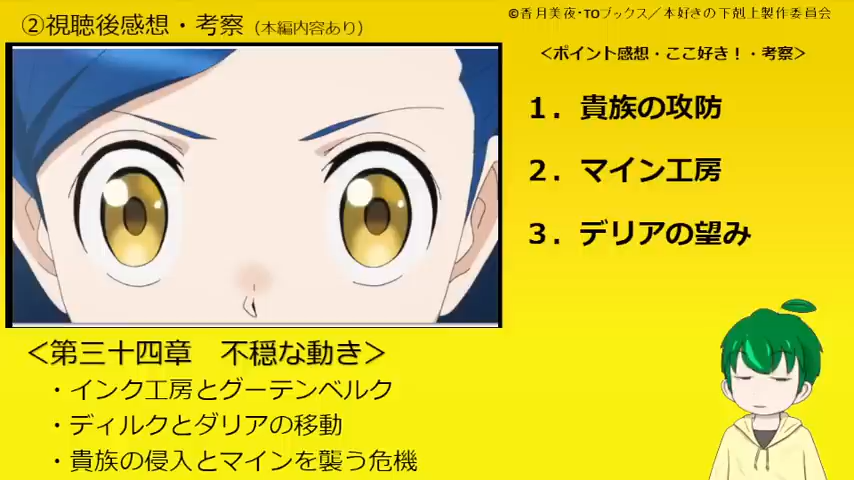 ②視聴後感想・考察（本編内容あり）
©香月美夜・TOブックス／本好きの下剋上製作委員会
＜ポイント感想・ここ好き！・考察＞
１．貴族の攻防
２．マイン工房
３．デリアの望み
＜第三十四章　不穏な動き＞
・インク工房とグーテンベルク
・ディルクとダリアの移動
・貴族の侵入とマインを襲う危機